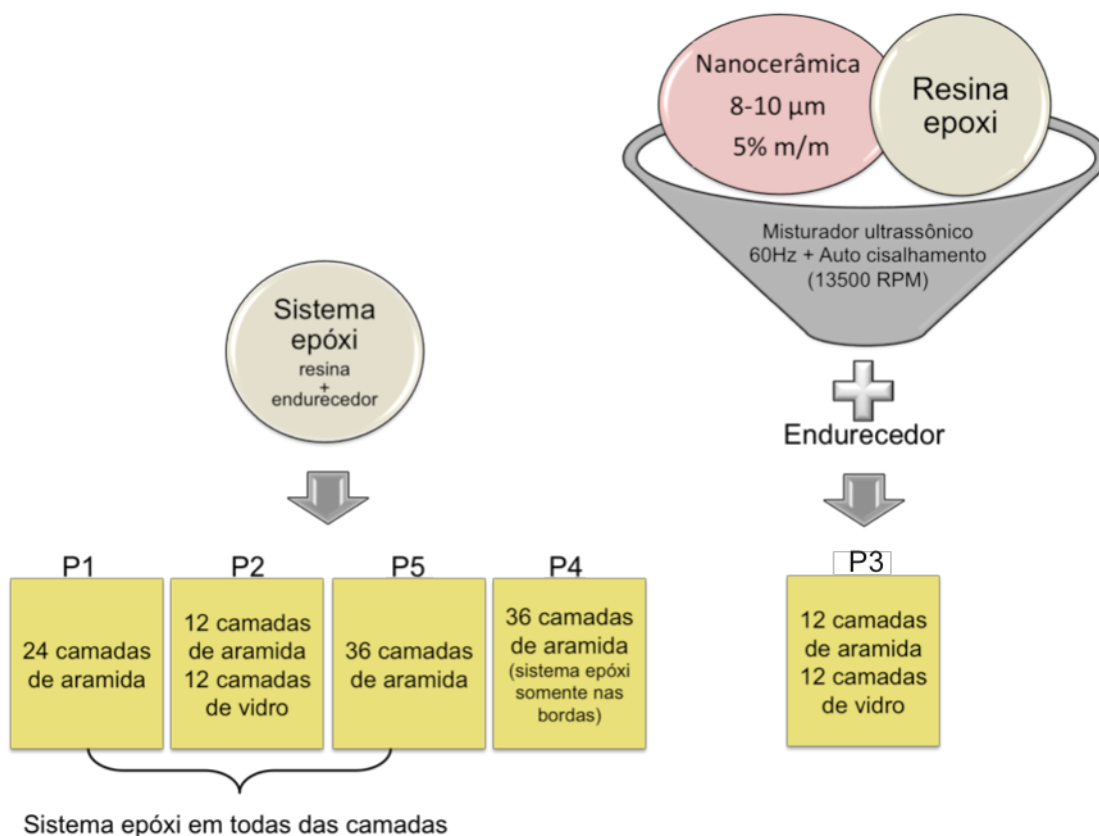 Nanocerâmica
8-10 µm
5% m/m
Resina
epoxi
Misturador ultrassônico
60Hz + Auto cisalhamento
(13500 RPM)
Sistema
epóxi
resina
+
endurecedor
Endurecedor
P1
24 camadas
de aramida
P2
12 camadas
de aramida
12 camadas
de vidro
P5
36 camadas
de aramida
P4
36 camadas
de aramida
(sistema epóxi
somente nas
bordas)
P3
12 camadas
de aramida
12 camadas
de vidro
Sistema epóxi em todas das camadas